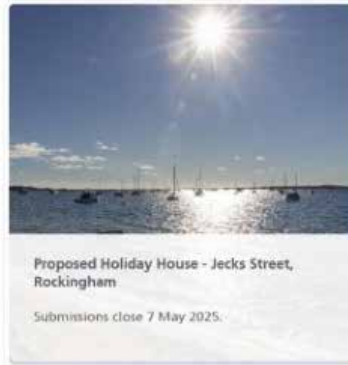 Proposed Holiday House - Jecks Street,
Rockingham
Submissions close 7 May 2025.